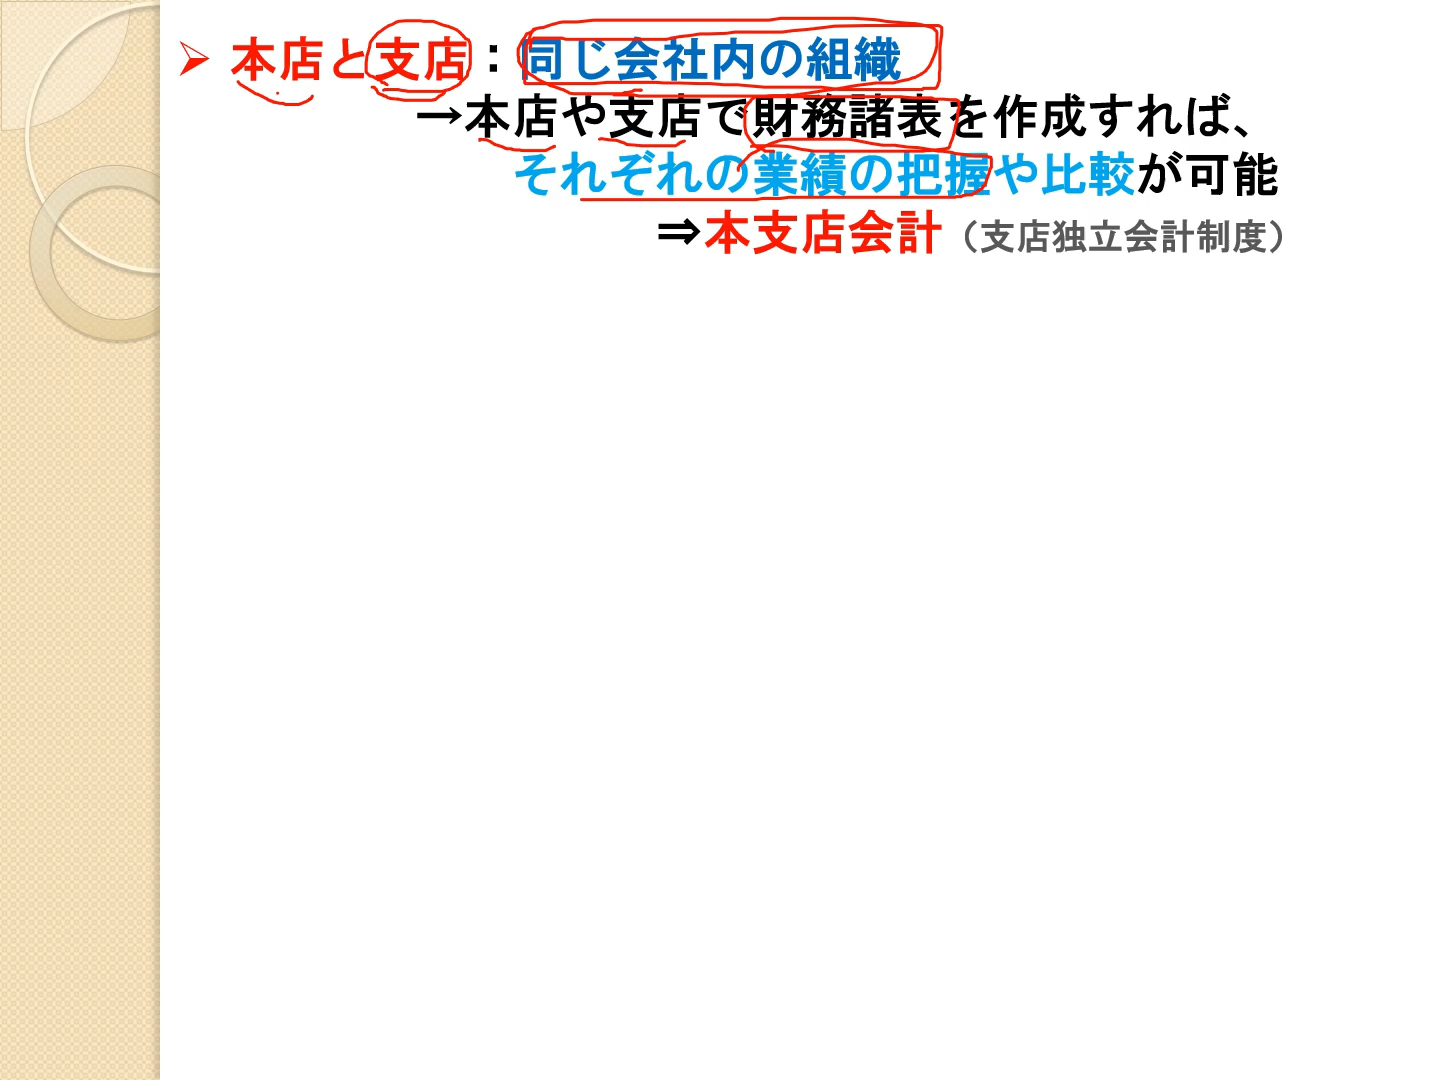 ➢ 本店と支店：同じ会社内の組織
→本店や支店で財務諸表を作成すれば、
それぞれの業績の把握や比較が可能
⇒本支店会計（支店独立会計制度）